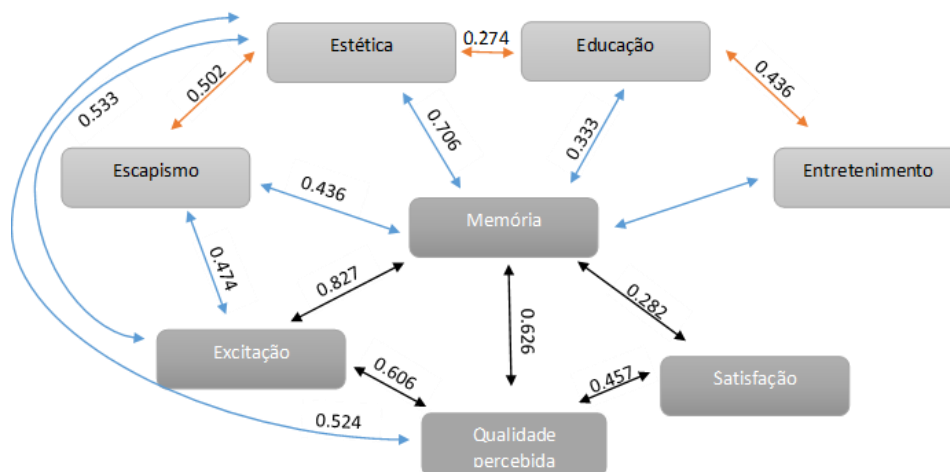 Estética
0.274
Educação
0.502
0.436
0.533
0.706
0.333
Escapismo
0.436
Entretenimento
Memória
0.474
0.827
0.626
0.282
Excitação
0.606
0.457
Satisfação
0.524
Qualidade
percebida